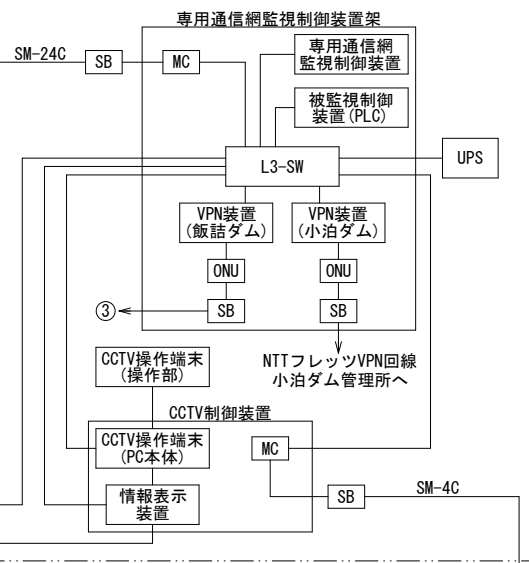 専用通信網監視制御装置架
SM-24C
SB
MC
専用通信網
監視制御装置
被監視制御
装置(PLC)
L3-SW
UPS
VPN装置
(飯詰ダム)
VPN装置
(小泊ダム)
ONU
ONU
③
SB
SB
NTTフレッツVPN回線
小泊ダム管理所へ
CCTV操作端末
(操作部)
CCTV制御装置
CCTV操作端末
(PC本体)
MC
情報表示
装置
SB
SM-4C